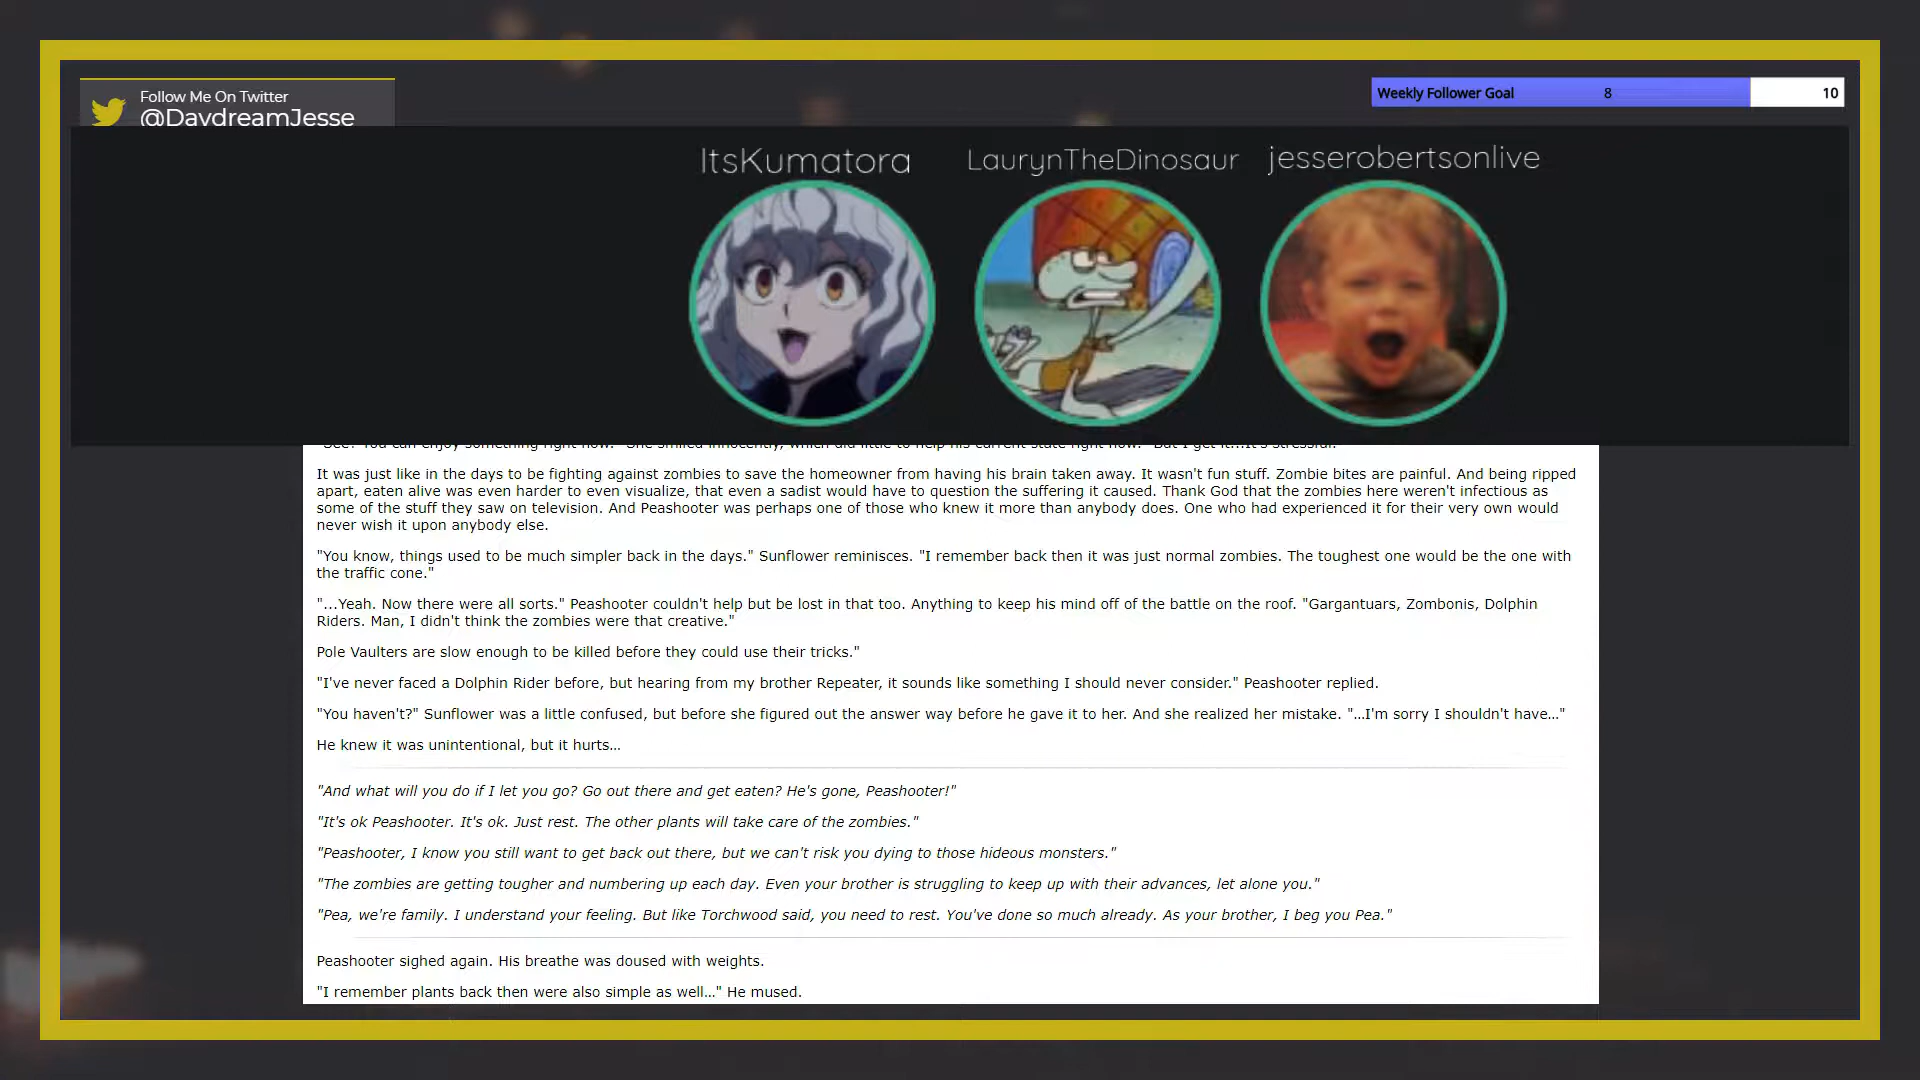 Follow Me On Twitter
@DaydreamJesse
Weekly Follower Goal 8 10
ItsKumatora
LaurynTheDinosaur
jesserobertsonlive
It was just like in the days to be fighting against zombies to save the homeowner from having his brain taken away. It wasn't fun stuff. Zombie bites are painful. And being ripped
apart, eaten alive was even harder to even visualize, that even a sadist would have to question the suffering it caused. Thank God that the zombies here weren't infectious as
some of the stuff they saw on television. And Peashooter was perhaps one of those who knew it more than anybody does. One who had experienced it for their very own would
never wish it upon anybody else.
"You know, things used to be much simpler back in the days." Sunflower reminisces. "I remember back then it was just normal zombies. The toughest one would be the one with
the traffic cone."
"...Yeah. Now there were all sorts." Peashooter couldn't help but be lost in that too. Anything to keep his mind off of the battle on the roof. "Gargantuars, Zombonis, Dolphin
Riders. Man, I didn't think the zombies were that creative."
Pole Vaulters are slow enough to be killed before they could use their tricks."
"I've never faced a Dolphin Rider before, but hearing from my brother Repeater, it sounds like something I should never consider." Peashooter replied.
"You haven't?" Sunflower was a little confused, but before she figured out the answer way before he gave it to her. And she realized her mistake. "...I'm sorry I shouldn't have..."
He knew it was unintentional, but it hurts...
"And what will you do if I let you go? Go out there and get eaten? He's gone, Peashooter!"
"It's ok Peashooter. It's ok. Just rest. The other plants will take care of the zombies."
"Peashooter, I know you still want to get back out there, but we can't risk you dying to those hideous monsters."
"The zombies are getting tougher and numbering up each day. Even your brother is struggling to keep up with their advances, let alone you."
"Pea, we're family. I understand your feeling. But like Torchwood said, you need to rest. You've done so much already. As your brother, I beg you Pea."
Peashooter sighed again. His breathe was doused with weights.
"I remember plants back then were also simple as well..." He mused.